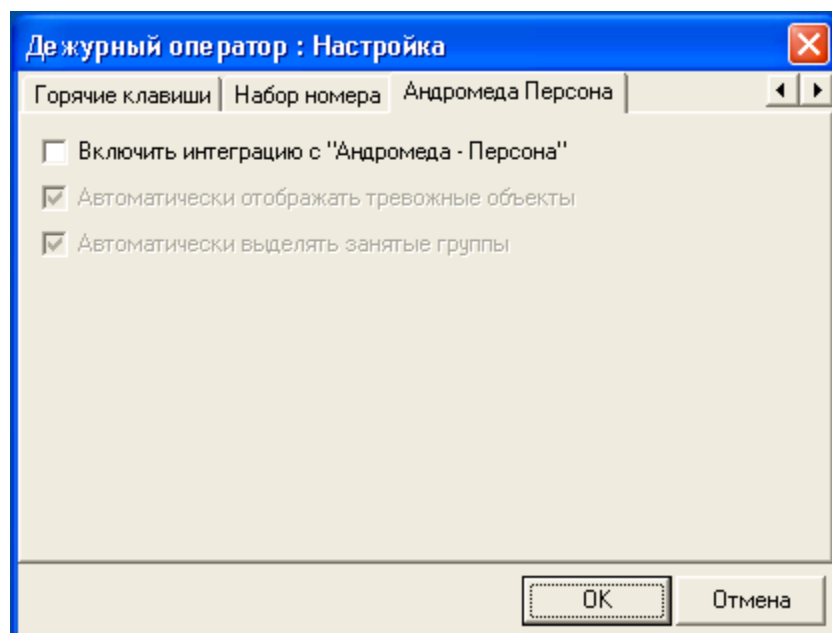 Дежурный оператор : Настройка
Горячие клавиши Набор номера Андромеда Персона
Включить интеграцию с "Андромеда - Персона"
Автоматически отображать тревожные объекты
Автоматически выделять занятые группы
OK Отмена